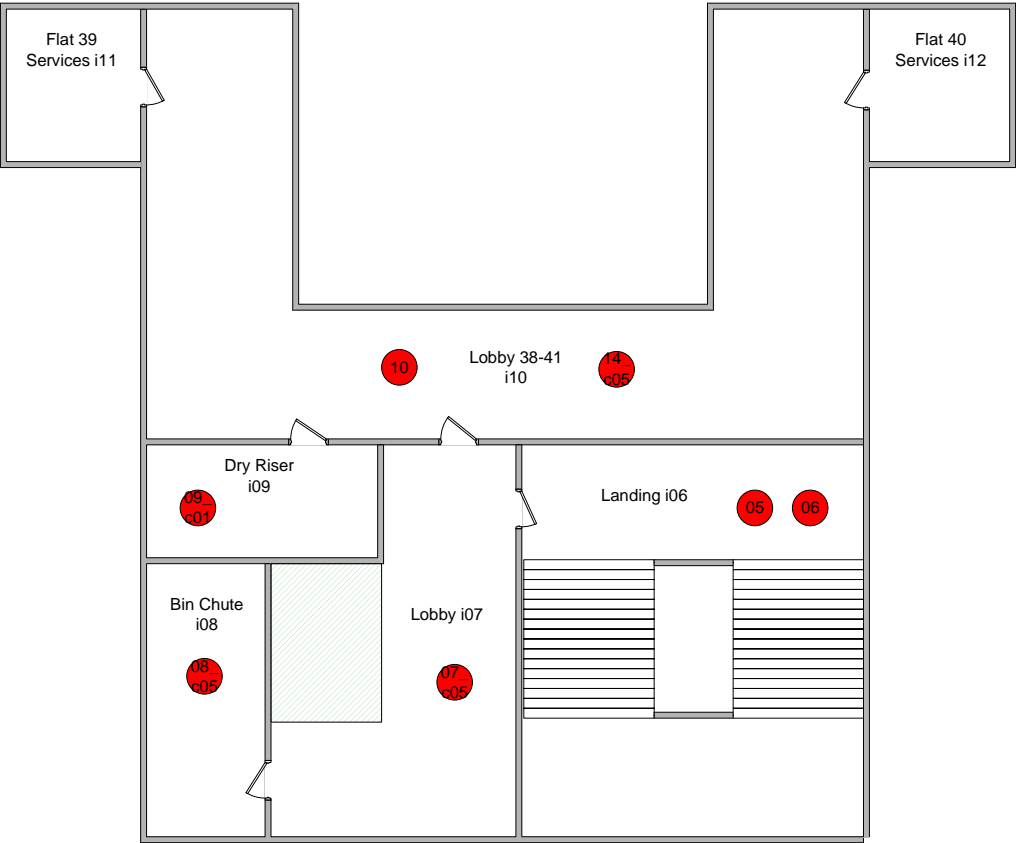 Flat 39
Services i11
Flat 40
Services i12
10
Lobby 38-41
i10
14_
c05
Dry Riser
i09
09_
c01
Landing i06
05
06
Bin Chute
i08
08_
c05
Lobby i07
07_
c05